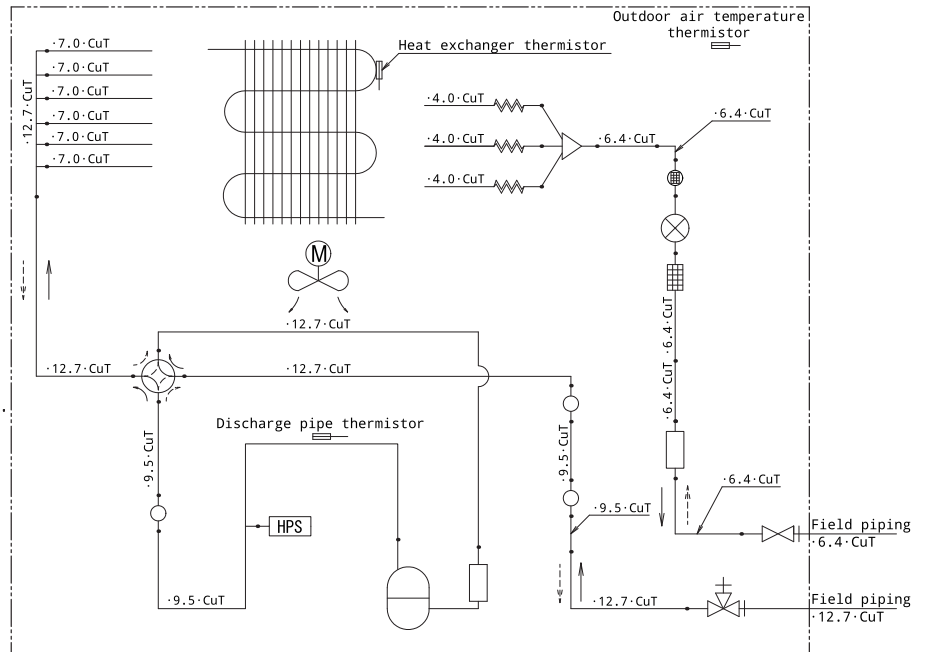 Outdoor air temperature
thermistor
·7.0·CuT
·7.0·CuT
·7.0·CuT
·7.0·CuT
·7.0·CuT
·7.0·CuT
·12.7·CuT
Heat exchanger thermistor
·4.0·CuT
·4.0·CuT
·4.0·CuT
·6.4·CuT
·6.4·CuT
M
·12.7·CuT
·12.7·CuT
·12.7·CuT
·6.4·CuT
·6.4·CuT
Discharge pipe thermistor
·9.5·CuT
·9.5·CuT
·6.4·CuT
·9.5·CuT
HPS
Field piping
·6.4·CuT
·9.5·CuT
·12.7·CuT
Field piping
·12.7·CuT